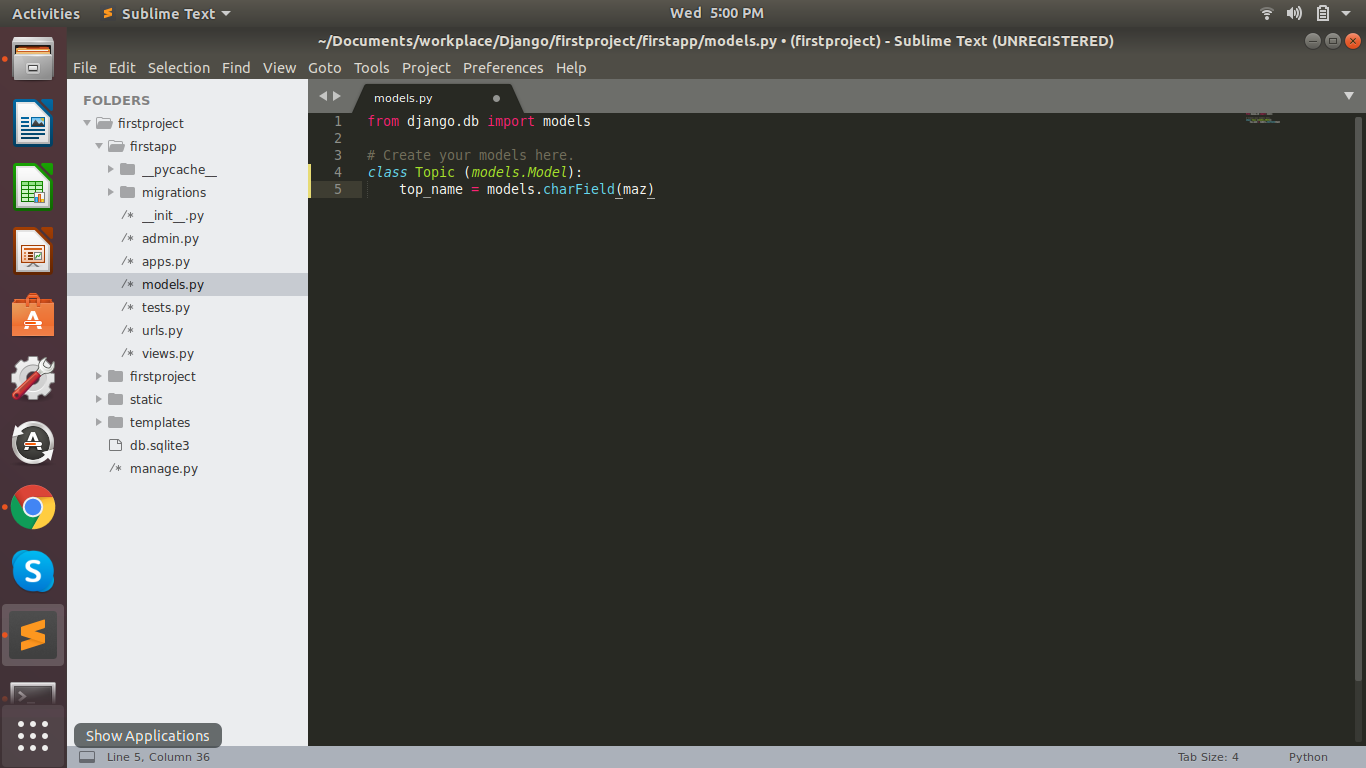 Activities Sublime Text Wed 5:00 PM
~/Documents/workplace/Django/firstproject/firstapp/models.py • (firstproject) - Sublime Text (UNREGISTERED)
File Edit Selection Find View Goto Tools Project Preferences Help
FOLDERS
firstproject
firstapp
__pycache__
migrations
/* __init__.py
/* admin.py
/* apps.py
/* models.py
/* tests.py
/* urls.py
/* views.py
firstproject
static
templates
db.sqlite3
/* manage.py
models.py
1 from django.db import models
2
3 # Create your models here.
4 class Topic (models.Model):
5     top_name = models.charField(maz)
S
Show Applications
Line 5, Column 36 Tab Size: 4 Python